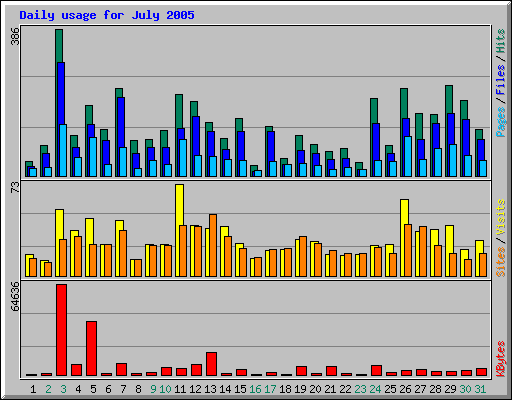 Daily usage for July 2005
386
Pages / Files / Hits
73
Sites / Visits
64636
KBytes
1 2 3 4 5 6 7 8 9 10 11 12 13 14 15 16 17 18 19 20 21 22 23 24 25 26 27 28 29 30 31